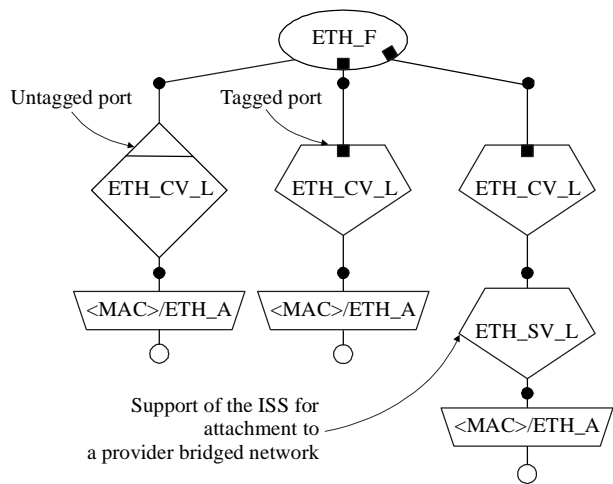 ETH_F
Untagged port
Tagged port
ETH_CV_L
ETH_CV_L
ETH_CV_L
<MAC>/ETH_A
<MAC>/ETH_A
ETH_SV_L
Support of the ISS for
attachment to
a provider bridged network
<MAC>/ETH_A